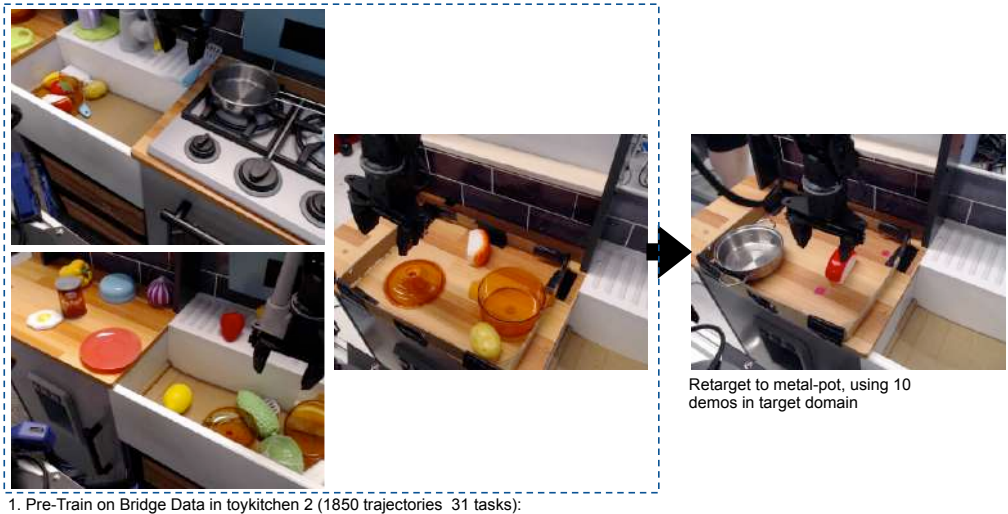 Retarget to metal-pot, using 10
demos in target domain
1. Pre-Train on Bridge Data in toykitchen 2 (1850 trajectories 31 tasks):